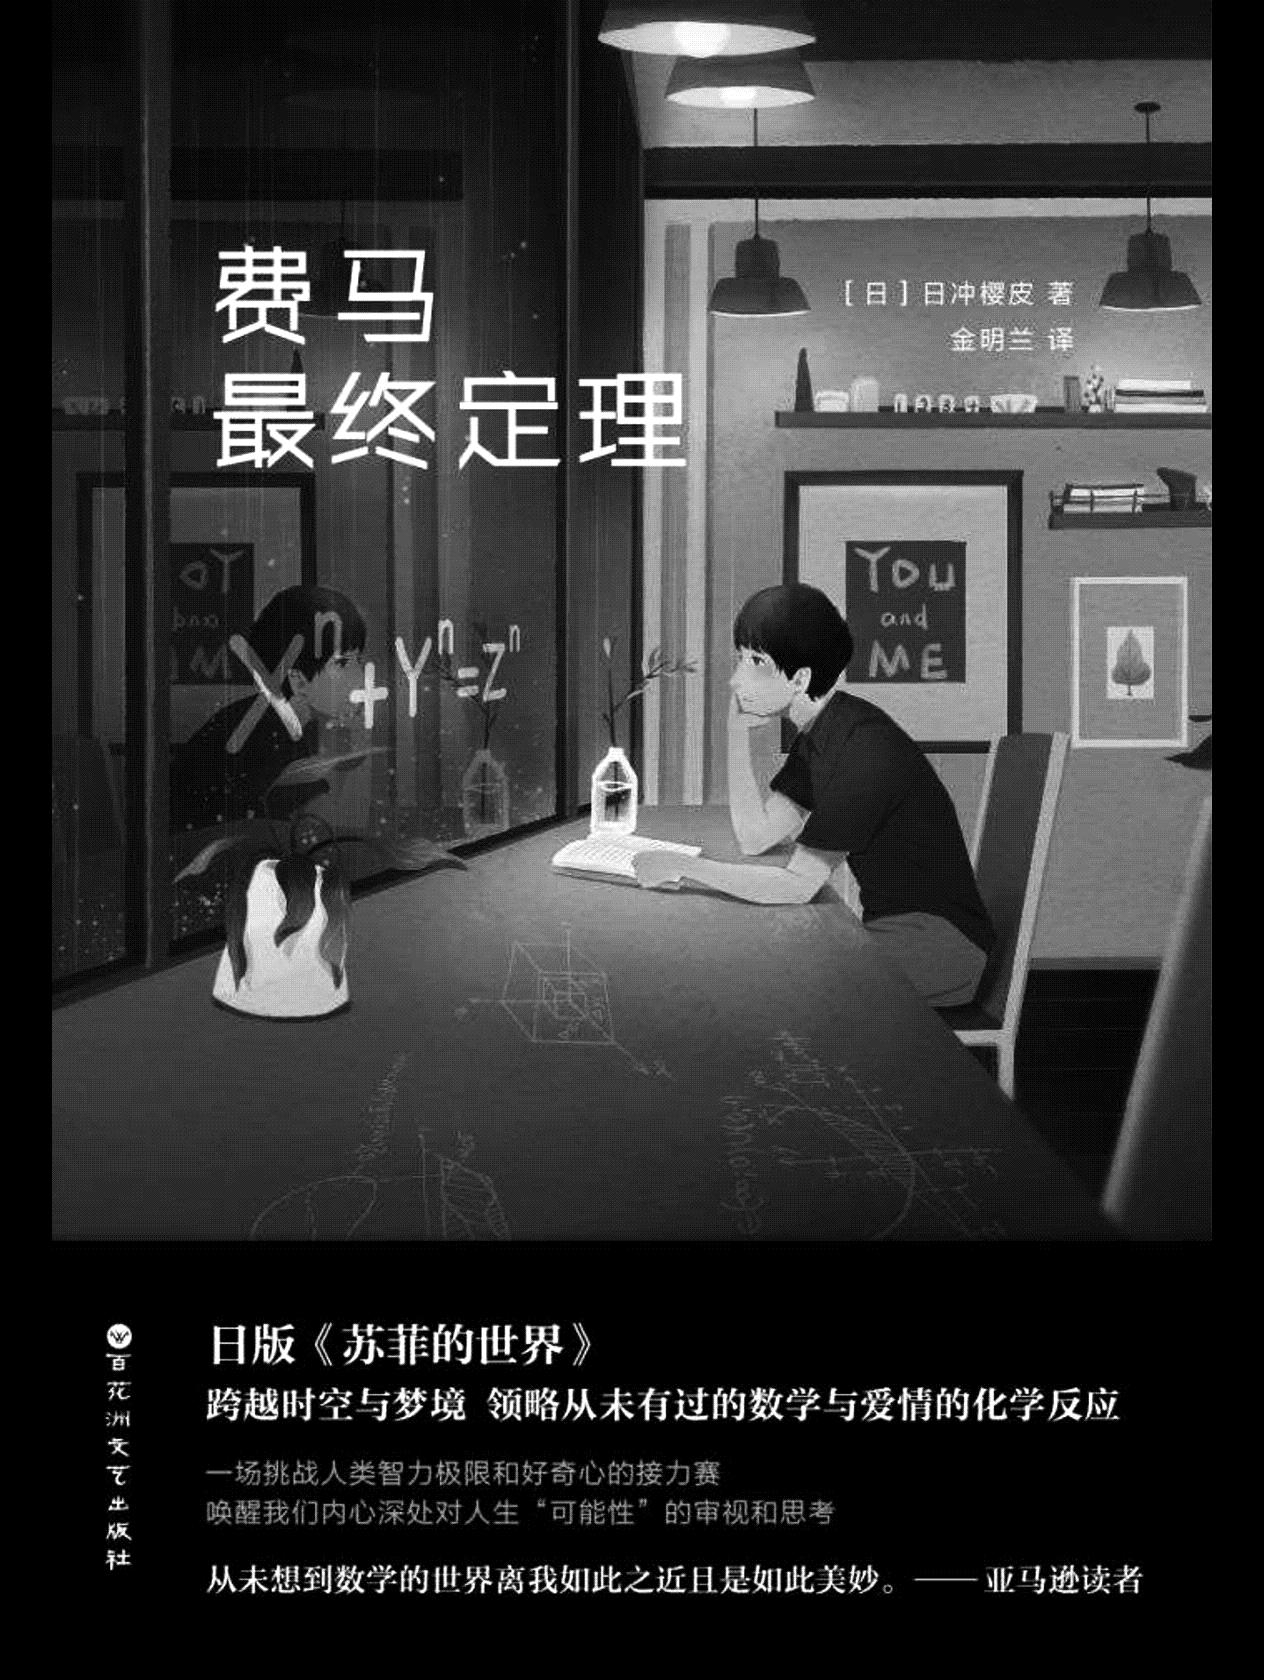 费马
最终定理
［日］日冲樱皮 著
金明兰 译
YOU
and
ME
Xⁿ+Yⁿ=Zⁿ
日版《苏菲的世界》
跨越时空与梦境 领略从未有过的数学与爱情的化学反应
一场挑战人类智力极限和好奇心的接力赛
唤醒我们内心深处对人生“可能性”的审视和思考
从未想到数学的世界离我如此之近且是如此美妙。——亚马逊读者
百花洲文艺出版社